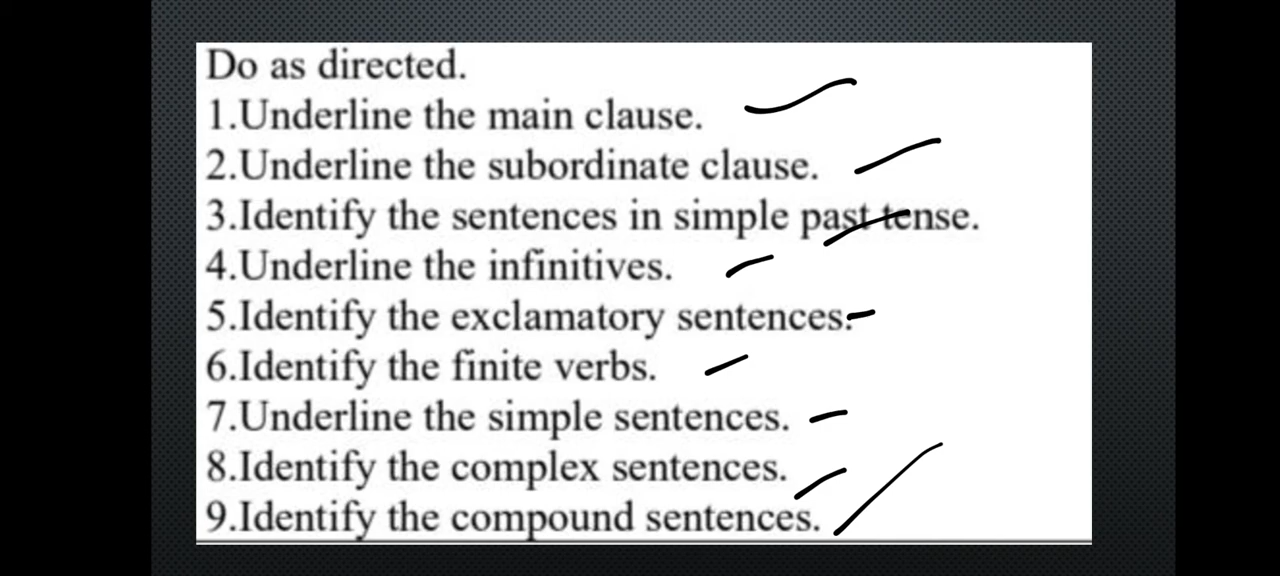 Do as directed.
1.Underline the main clause.
2.Underline the subordinate clause.
3.Identify the sentences in simple past tense.
4.Underline the infinitives.
5.Identify the exclamatory sentences.
6.Identify the finite verbs.
7.Underline the simple sentences.
8.Identify the complex sentences.
9.Identify the compound sentences.